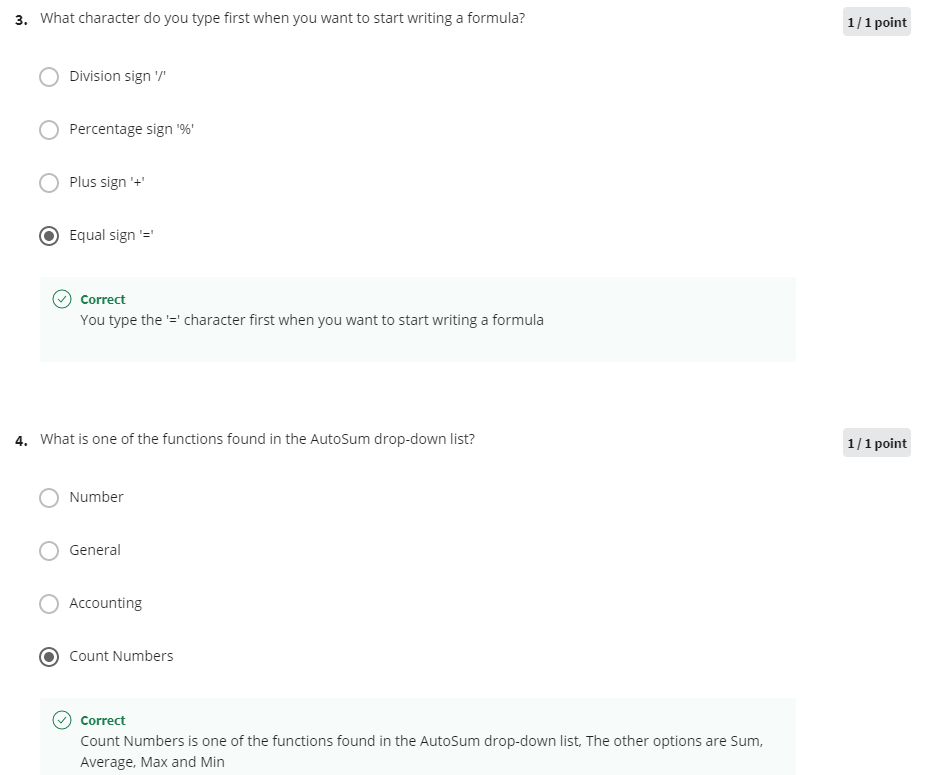 3. What character do you type first when you want to start writing a formula?
1 / 1 point
Division sign '/'
Percentage sign '%'
Plus sign '+'
Equal sign '='
Correct
You type the '=' character first when you want to start writing a formula
4. What is one of the functions found in the AutoSum drop-down list?
1 / 1 point
Number
General
Accounting
Count Numbers
Correct
Count Numbers is one of the functions found in the AutoSum drop-down list, The other options are Sum,
Average, Max and Min